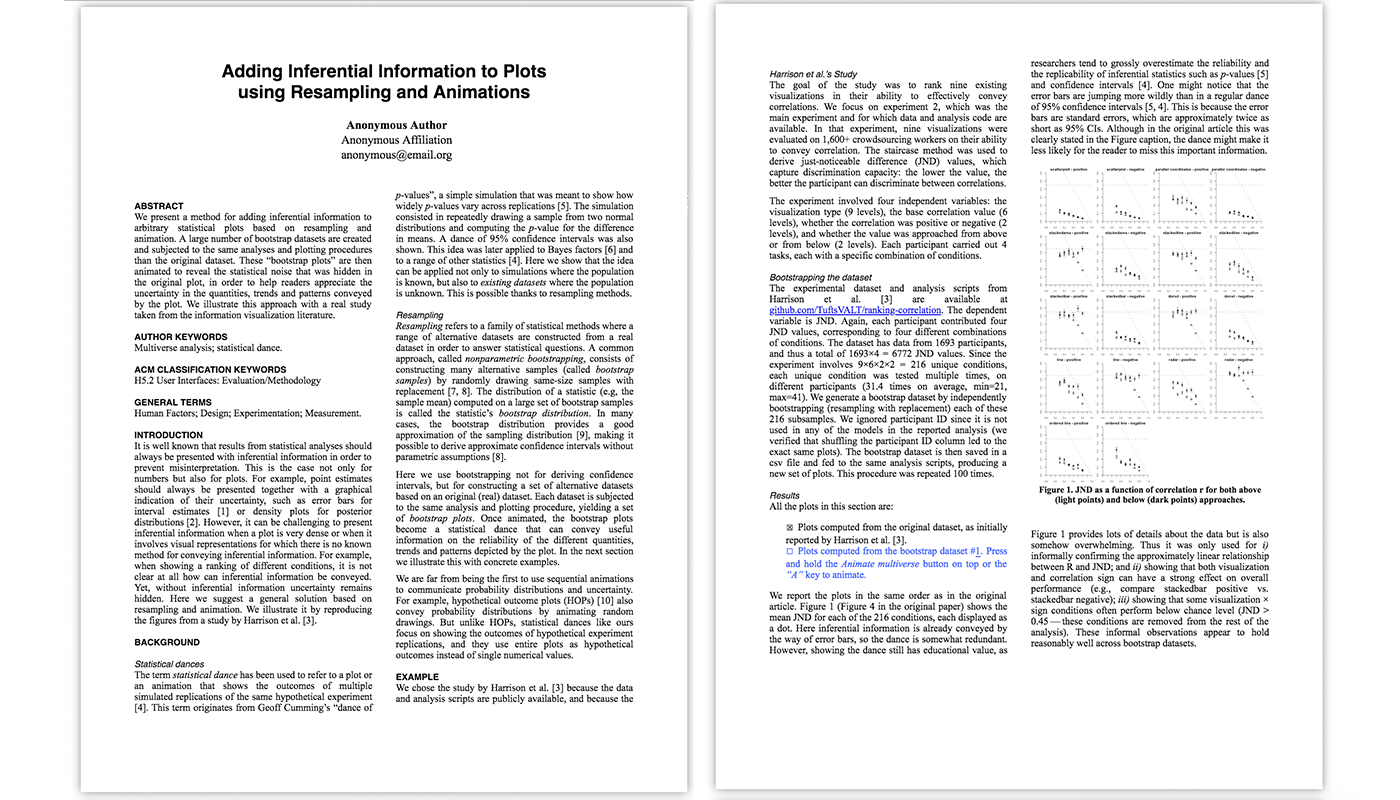 Adding Inferential Information to Plots
using Resampling and Animations
Anonymous Author
Anonymous Affiliation
anonymous@email.org
ABSTRACT
We present a method for adding inferential information to
arbitrary statistical plots based on resampling and
animation. A large number of bootstrap datasets are created
and subjected to the same analyses and plotting procedures
than the original dataset. These “bootstrap plots” are then
animated to reveal the statistical noise that was hidden in
the original plot, in order to help readers appreciate the
uncertainty in the quantities, trends and patterns conveyed
by the plot. We illustrate this approach with a real study
taken from the information visualization literature.
AUTHOR KEYWORDS
Multiverse analysis; statistical dance.
ACM CLASSIFICATION KEYWORDS
H5.2 User Interfaces: Evaluation/Methodology
GENERAL TERMS
Human Factors; Design; Experimentation; Measurement.
INTRODUCTION
It is well known that results from statistical analyses should
always be presented with inferential information in order to
prevent misinterpretation. This is the case not only for
numbers but also for plots. For example, point estimates
should always be presented together with a graphical
indication of their uncertainty, such as error bars for
interval estimates [1] or density plots for posterior
distributions [2]. However, it can be challenging to present
inferential information when a plot is very dense or when it
involves visual representations for which there is no known
method for conveying inferential information. For example,
when showing a ranking of different conditions, it is not
clear at all how can inferential information be conveyed.
Yet, without inferential information uncertainty remains
hidden. Here we suggest a general solution based on
resampling and animation. We illustrate it by reproducing
the figures from a study by Harrison et al. [3].
BACKGROUND
Statistical dances
The term statistical dance has been used to refer to a plot or
an animation that shows the outcomes of multiple
simulated replications of the same hypothetical experiment
[4]. This term originates from Geoff Cumming’s “dance of
p-values”, a simple simulation that was meant to show how
widely p-values vary across replications [5]. The simulation
consisted in repeatedly drawing a sample from two normal
distributions and computing the p-value for the difference
in means. A dance of 95% confidence intervals was also
shown. This idea was later applied to Bayes factors [6] and
to a range of other statistics [4]. Here we show that the idea
can be applied not only to simulations where the population
is known, but also to existing datasets where the population
is unknown. This is possible thanks to resampling methods.
Resampling
Resampling refers to a family of statistical methods where a
range of alternative datasets are constructed from a real
dataset in order to answer statistical questions. A common
approach, called nonparametric bootstrapping, consists of
constructing many alternative samples (called bootstrap
samples) by randomly drawing same-size samples with
replacement [7, 8]. The distribution of a statistic (e.g, the
sample mean) computed on a large set of bootstrap samples
is called the statistic’s bootstrap distribution. In many
cases, the bootstrap distribution provides a good
approximation of the sampling distribution [9], making it
possible to derive approximate confidence intervals without
parametric assumptions [8].
Here we use bootstrapping not for deriving confidence
intervals, but for constructing a set of alternative datasets
based on an original (real) dataset. Each dataset is subjected
to the same analysis and plotting procedure, yielding a set
of bootstrap plots. Once animated, the bootstrap plots
become a statistical dance that can convey useful
information on the reliability of the different quantities,
trends and patterns depicted by the plot. In the next section
we illustrate this with concrete examples.
We are far from being the first to use sequential animations
to communicate probability distributions and uncertainty.
For example, hypothetical outcome plots (HOPs) [10] also
convey probability distributions by animating random
drawings. But unlike HOPs, statistical dances like ours
focus on showing the outcomes of hypothetical experiment
replications, and they use entire plots as hypothetical
outcomes instead of single numerical values.
EXAMPLE
We chose the study by Harrison et al. [3] because the data
and analysis scripts are publicly available, and because the
Harrison et al.’s Study
The goal of the study was to rank nine existing
visualizations in their ability to effectively convey
correlations. We focus on experiment 2, which was the
main experiment and for which data and analysis code are
available. In that experiment, nine visualizations were
evaluated on 1,600+ crowdsourcing workers on their ability
to convey correlation. The staircase method was used to
derive just-noticeable difference (JND) values, which
capture discrimination capacity: the lower the value, the
better the participant can discriminate between correlations.
The experiment involved four independent variables: the
visualization type (9 levels), the base correlation value (6
levels), whether the correlation was positive or negative (2
levels), and whether the value was approached from above
or from below (2 levels). Each participant carried out 4
tasks, each with a specific combination of conditions.
Bootstrapping the dataset
The experimental dataset and analysis scripts from
Harrison et al. [3] are available at
github.com/TuftsVALT/ranking-correlation. The dependent
variable is JND. Again, each participant contributed four
JND values, corresponding to four different combinations
of conditions. The dataset has data from 1693 participants,
and thus a total of 1693×4 = 6772 JND values. Since the
experiment involves 9×6×2×2 = 216 unique conditions,
each unique condition was tested multiple times, on
different participants (31.4 times on average, min=21,
max=41). We generate a bootstrap dataset by independently
bootstrapping (resampling with replacement) each of these
216 subsamples. We ignored participant ID since it is not
used in any of the models in the reported analysis (we
verified that shuffling the participant ID column led to the
exact same plots). The bootstrap dataset is then saved in a
csv file and fed to the same analysis scripts, producing a
new set of plots. This procedure was repeated 100 times.
Results
All the plots in this section are:
☒ Plots computed from the original dataset, as initially
reported by Harrison et al. [3].
☐ Plots computed from the bootstrap dataset #1. Press
and hold the Animate multiverse button on top or the
“A” key to animate.
We report the plots in the same order as in the original
article. Figure 1 (Figure 4 in the original paper) shows the
mean JND for each of the 216 conditions, each displayed as
a dot. Here inferential information is already conveyed by
the way of error bars, so the dance is somewhat redundant.
However, showing the dance still has educational value, as
researchers tend to grossly overestimate the reliability and
the replicability of inferential statistics such as p-values [5]
and confidence intervals [4]. One might notice that the
error bars are jumping more wildly than in a regular dance
of 95% confidence intervals [5, 4]. This is because the error
bars are standard errors, which are approximately twice as
short as 95% CIs. Although in the original article this was
clearly stated in the Figure caption, the dance might make it
less likely for the reader to miss this important information.
scatterplot - positive scatterplot - negative parallel coordinates - positive parallel coordinates - negative
stackedarea - positive stackedarea - negative stackedline - positive stackedline - negative
stackedbar - positive stackedbar - negative donut - positive donut - negative
line - positive line - negative radar - positive radar - negative
ordered line - positive ordered line - negative
Figure 1. JND as a function of correlation r for both above
(light points) and below (dark points) approaches.
Figure 1 provides lots of details about the data but is also
somehow overwhelming. Thus it was only used for i)
informally confirming the approximately linear relationship
between R and JND; and ii) showing that both visualization
and correlation sign can have a strong effect on overall
performance (e.g., compare stackedbar positive vs.
stackedbar negative); iii) showing that some visualization ×
sign conditions often perform below chance level (JND >
0.45 — these conditions are removed from the rest of the
analysis). These informal observations appear to hold
reasonably well across bootstrap datasets.